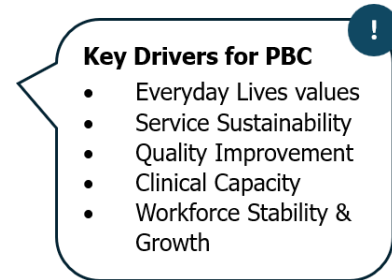 !
Key Drivers for PBC
• Everyday Lives values
• Service Sustainability
• Quality Improvement
• Clinical Capacity
• Workforce Stability &
Growth